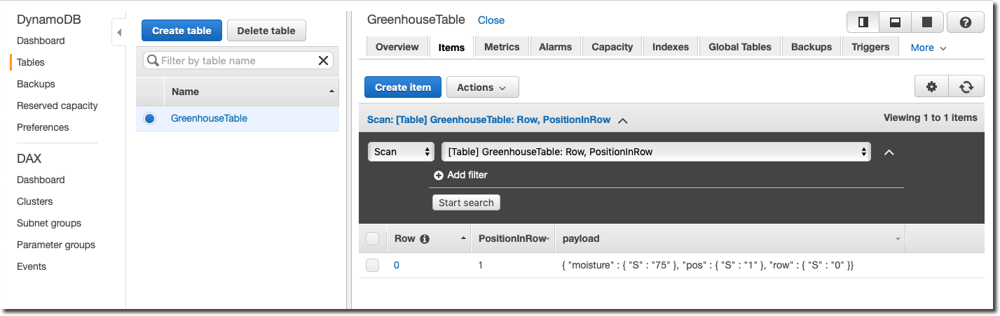 DynamoDB
Dashboard
Tables
Backups
Reserved capacity
Preferences
DAX
Dashboard
Clusters
Subnet groups
Parameter groups
Events
Create table Delete table
Filter by table name
Name
GreenhouseTable
GreenhouseTable Close
Overview Items Metrics Alarms Capacity Indexes Global Tables Backups Triggers More
Create item Actions
Scan: [Table] GreenhouseTable: Row, PositionInRow Viewing 1 to 1 items
Scan [Table] GreenhouseTable: Row, PositionInRow
Add filter
Start search
Row PositionInRow payload
0 1 { "moisture" : { "S" : "75" }, "pos" : { "S" : "1" }, "row" : { "S" : "0" }}